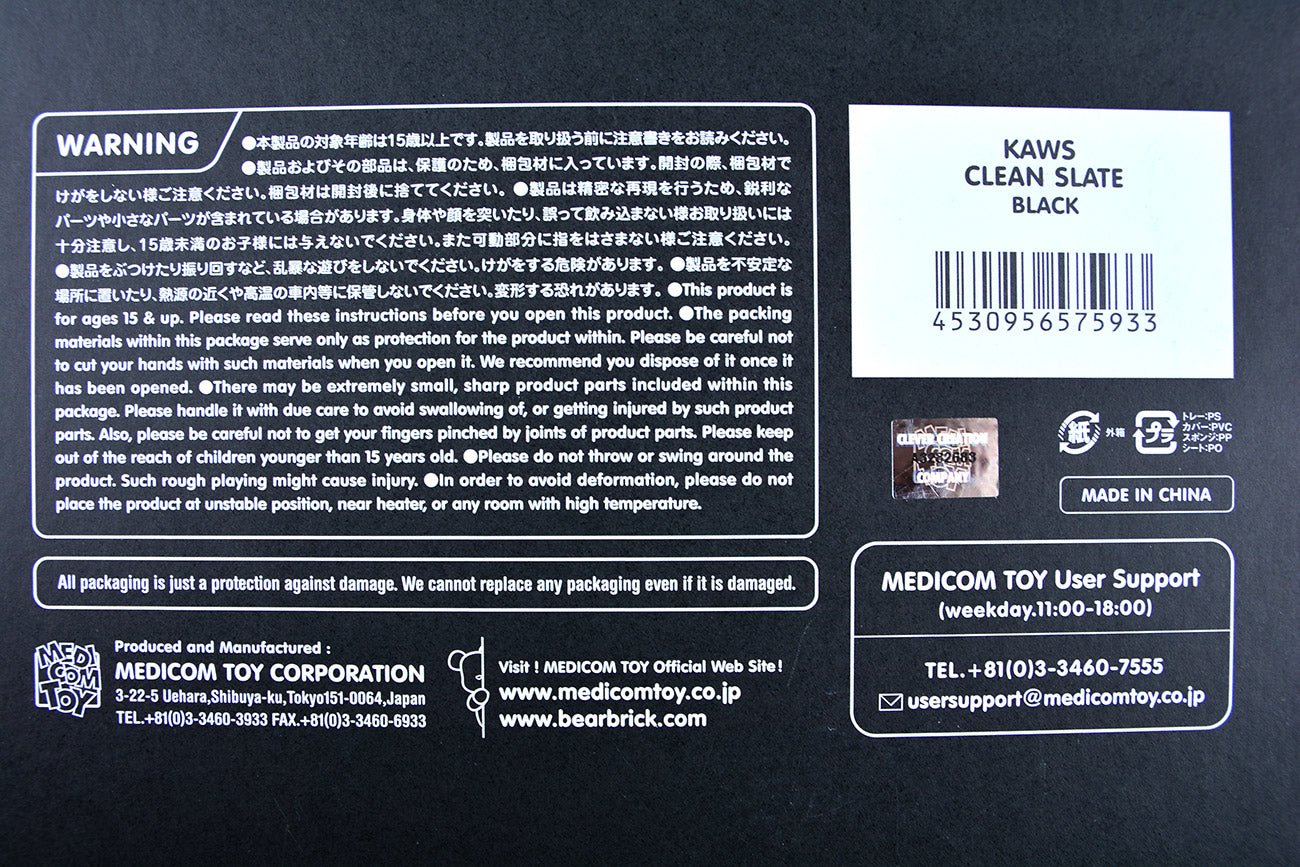 WARNING
●本製品の対象年齢は15歳以上です。製品を取り扱う前に注意書きをお読みください。
●製品およびその部品は、保護のため、梱包材に入っています。開封の際、梱包材で
けがをしない様ご注意ください。梱包材は開封後に捨ててください。 ●製品は精密な再現を行うため、鋭利な
パーツや小さなパーツが含まれている場合があります。身体や顔を突いたり、誤って飲み込まない様お取り扱いには
十分注意し、15歳未満のお子様には与えないでください。また可動部分に指をはさまない様ご注意ください。
●製品をぶつけたり振り回すなど、乱暴な遊びをしないでください。けがをする危険があります。 ●製品を不安定な
場所に置いたり、熱源の近くや高温の車内等に保管しないでください。変形する恐れがあります。 ●This product is
for ages 15 & up. Please read these instructions before you open this product. ●The packing
materials within this package serve only as protection for the product within. Please be careful not
to cut your hands with such materials when you open it. We recommend you dispose of it once it
has been opened. ●There may be extremely small, sharp product parts included within this
package. Please handle it with due care to avoid swallowing of, or getting injured by such product
parts. Also, please be careful not to get your fingers pinched by joints of product parts. Please keep
out of the reach of children younger than 15 years old. ●Please do not throw or swing around the
product. Such rough playing might cause injury. ●In order to avoid deformation, please do not
place the product at unstable position, near heater, or any room with high temperature.
All packaging is just a protection against damage. We cannot replace any packaging even if it is damaged.
MEDI
COM
TOY
Produced and Manufactured :
MEDICOM TOY CORPORATION
3-22-5 Uehara,Shibuya-ku,Tokyo151-0064,Japan
TEL.+81(0)3-3460-3933 FAX.+81(0)3-3460-6933
Visit ! MEDICOM TOY Official Web Site!
www.medicomtoy.co.jp
www.bearbrick.com
KAWS
CLEAN SLATE
BLACK
4530956575933
CLEVER CREATION
COMPANY
紙 外箱
プラ
トレー:PS
カバー:PVC
スポンジ:PP
シート:PO
MADE IN CHINA
MEDICOM TOY User Support
(weekday.11:00-18:00)
TEL.+81(0)3-3460-7555
usersupport@medicomtoy.co.jp